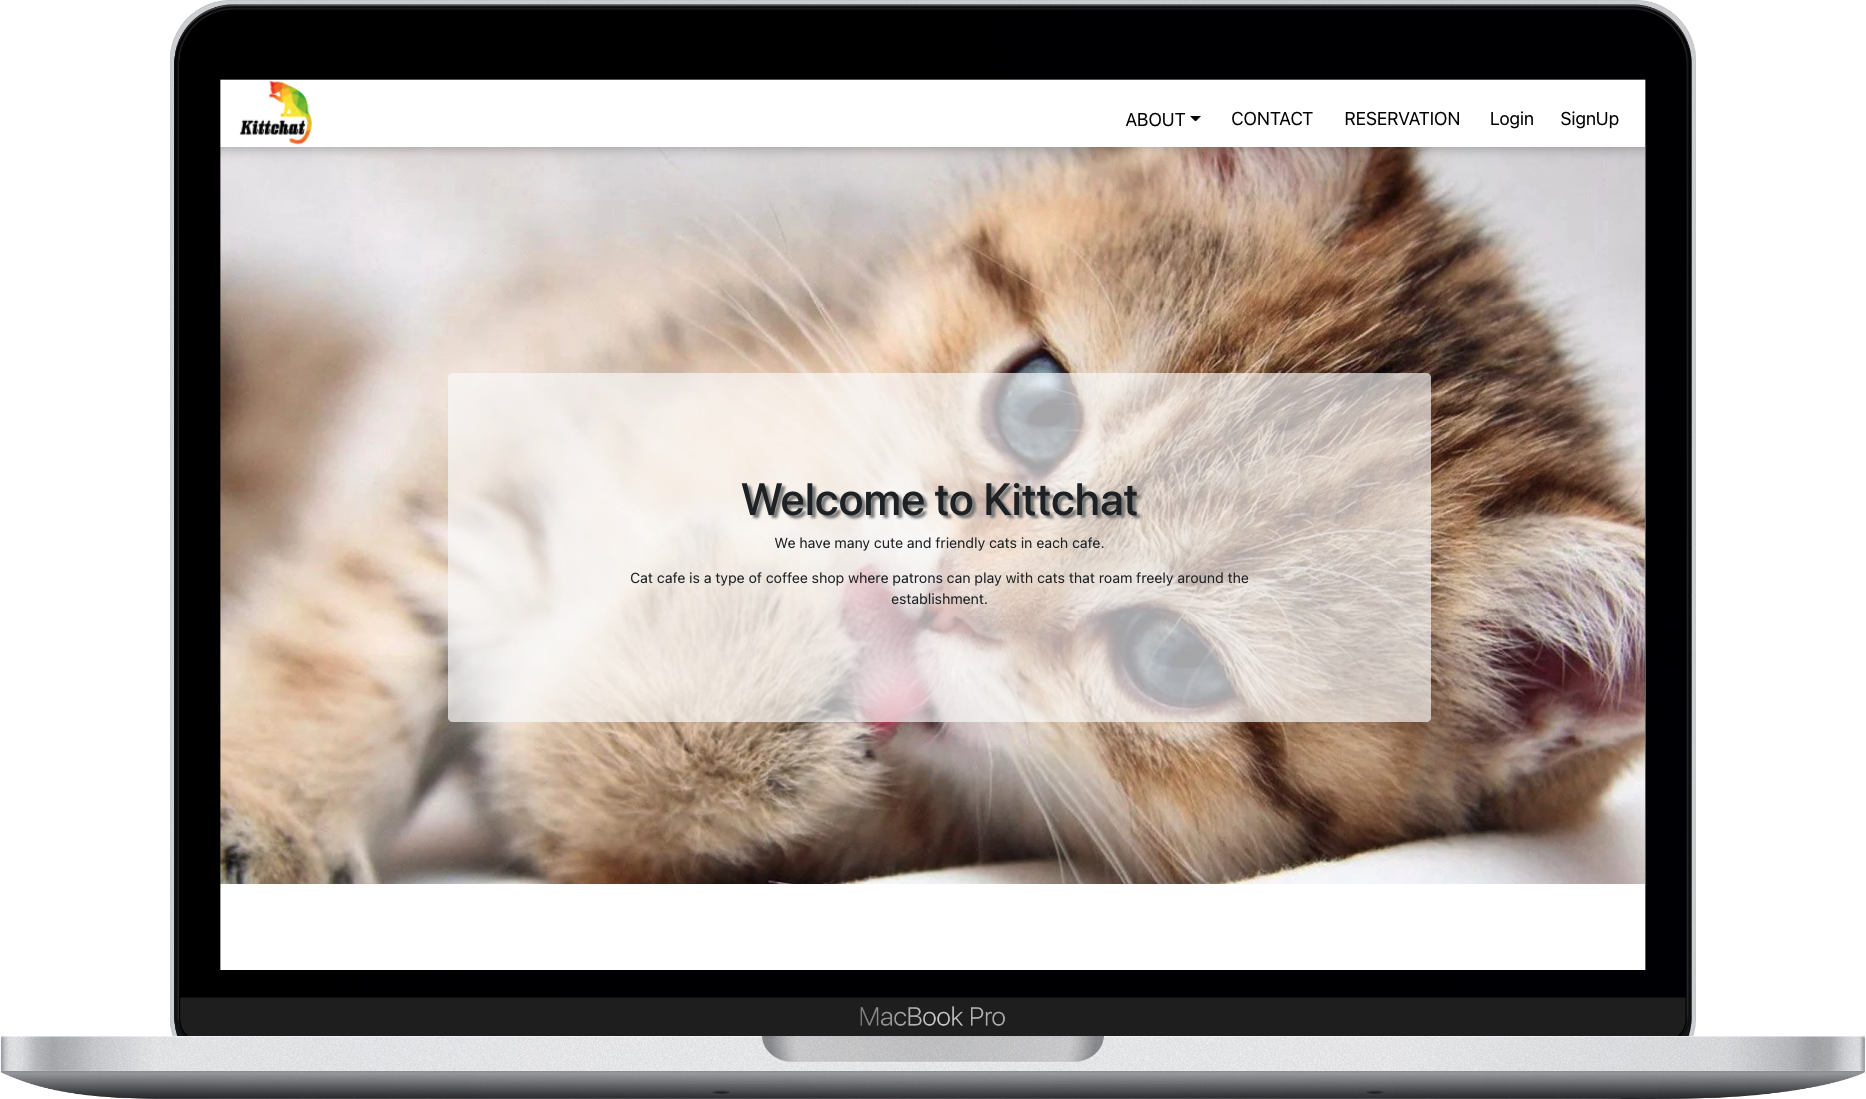 Kittchat
ABOUT CONTACT RESERVATION Login SignUp
Welcome to Kittchat
We have many cute and friendly cats in each cafe.
Cat cafe is a type of coffee shop where patrons can play with cats that roam freely around the
establishment.
MacBook Pro